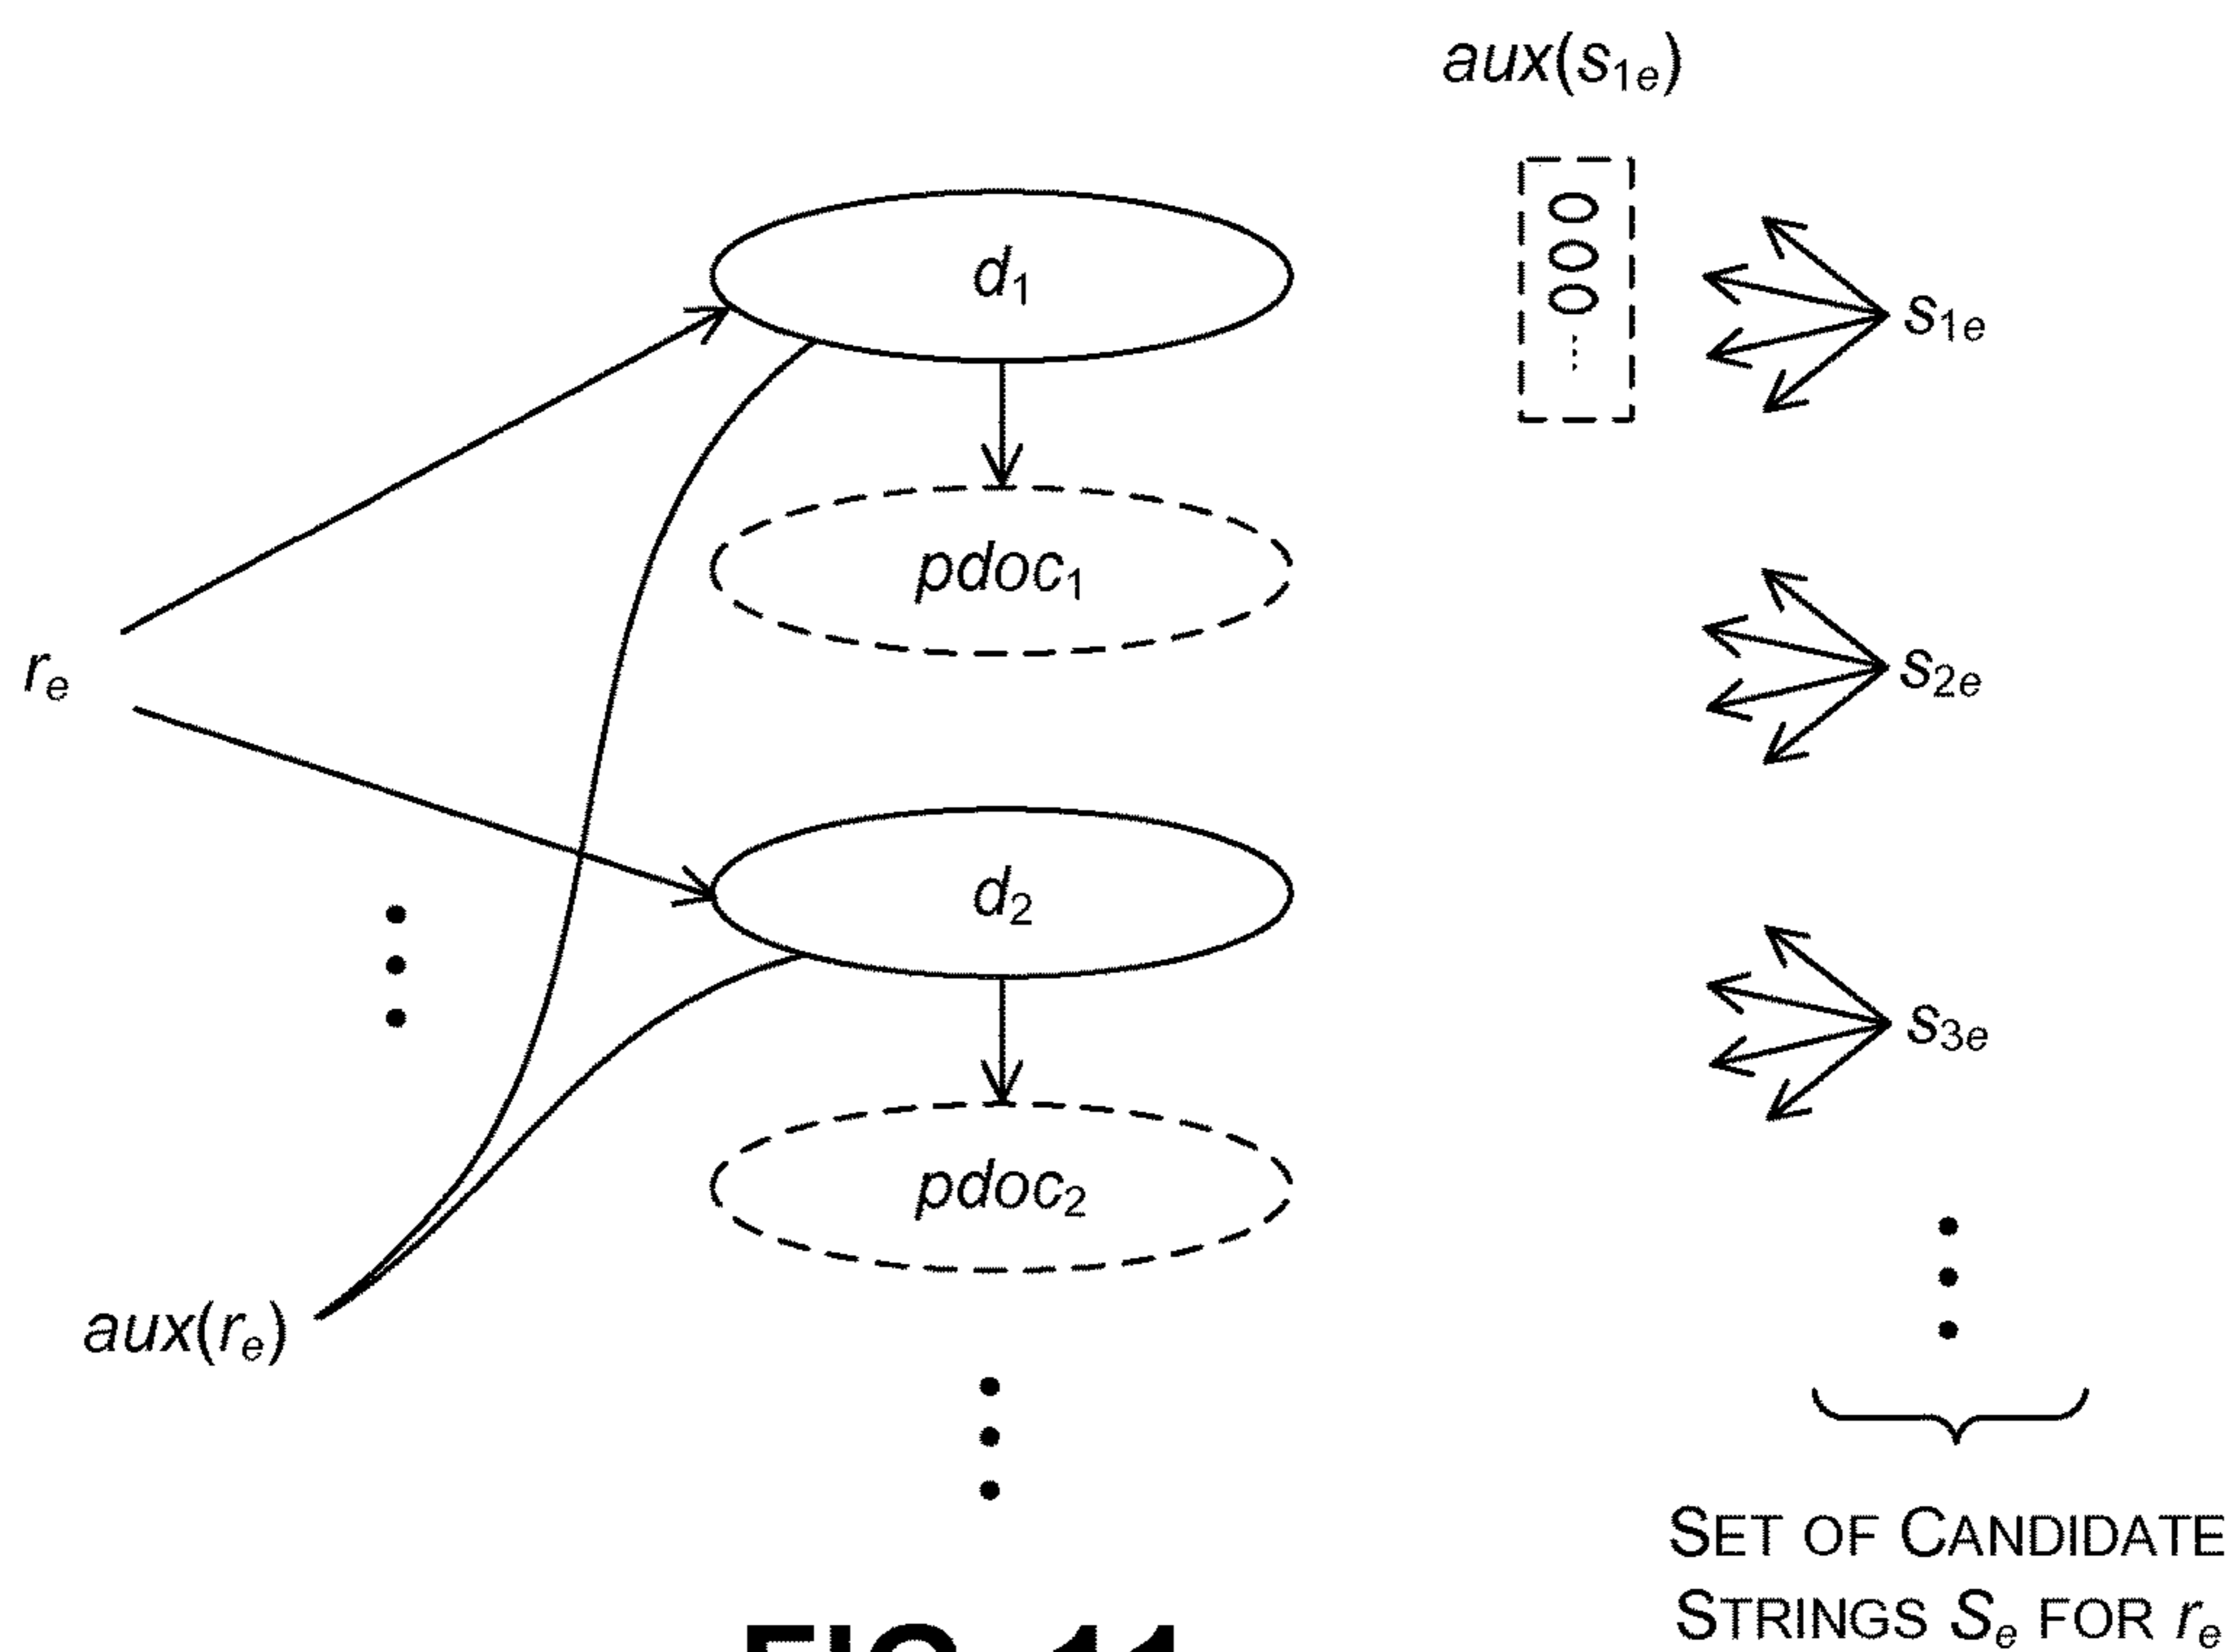 aux(s₁ₑ)
d₁
s₁ₑ
pdoc₁
rₑ
s₂ₑ
d₂
s₃ₑ
pdoc₂
aux(rₑ)
SET OF CANDIDATE
STRINGS Sₑ FOR rₑ
FIG. 11